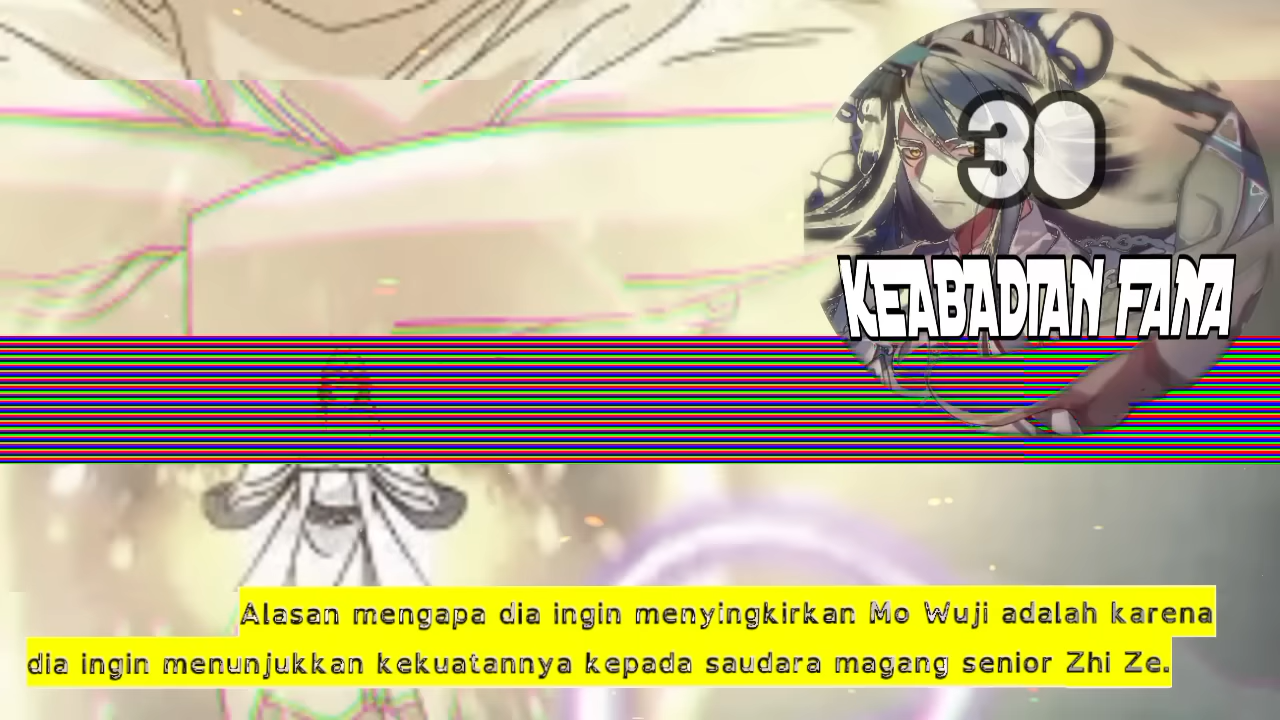 30
KEABADIAN FANA
Alasan mengapa dia ingin menyingkirkan Mo Wuji adalah karena
dia ingin menunjukkan kekuatannya kepada saudara magang senior Zhi Ze.